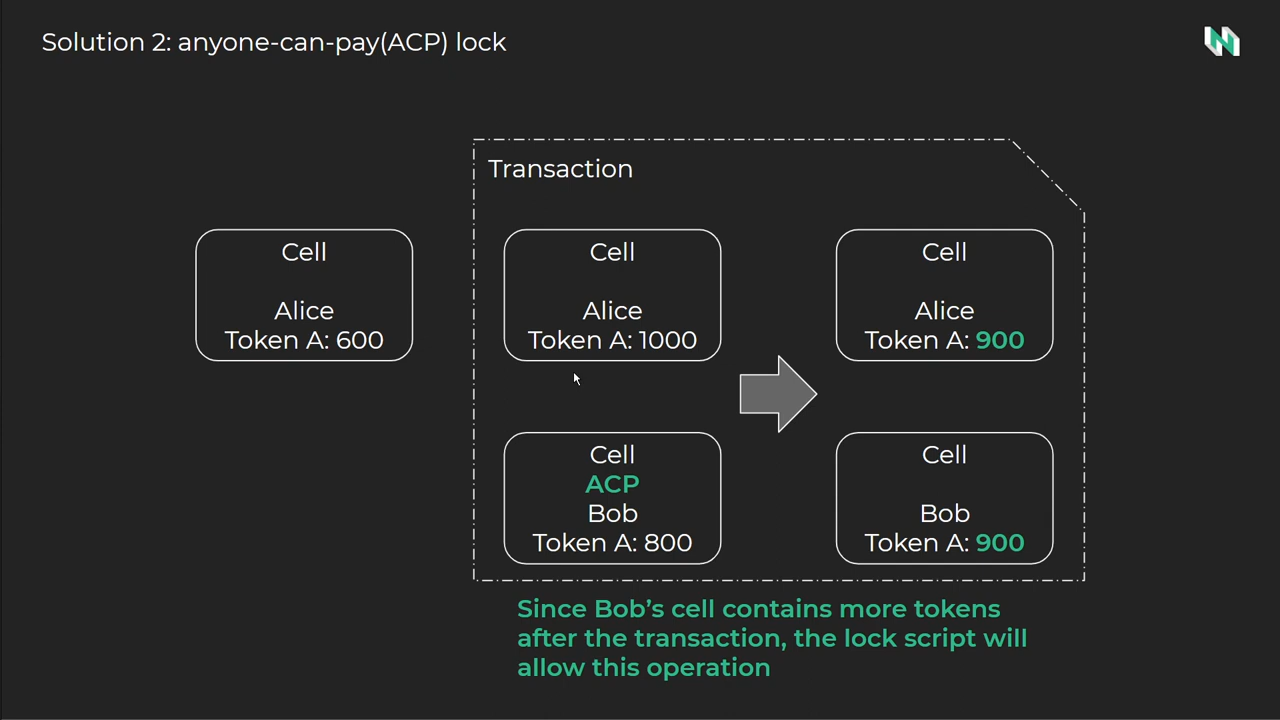 Solution 2: anyone-can-pay(ACP) lock
Transaction
Cell
Alice
Token A: 600
Cell
Alice
Token A: 1000
Cell
Alice
Token A: 900
Cell
ACP
Bob
Token A: 800
Cell
Bob
Token A: 900
Since Bob’s cell contains more tokens
after the transaction, the lock script will
allow this operation